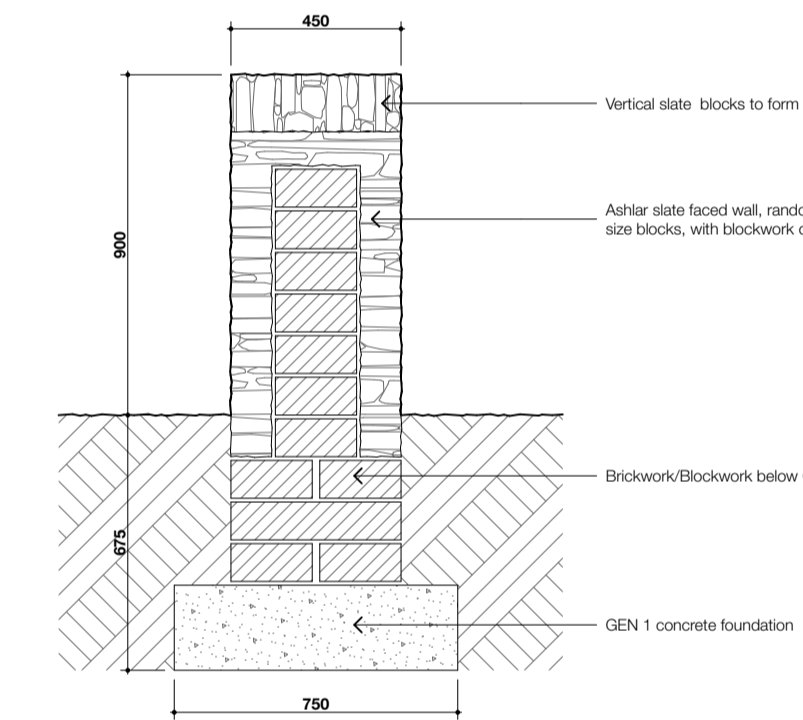 450
Vertical slate blocks to form
Ashlar slate faced wall,
size blocks, with blockwork
900
Brickwork/Blockwork below
675
GEN 1 concrete foundation
750